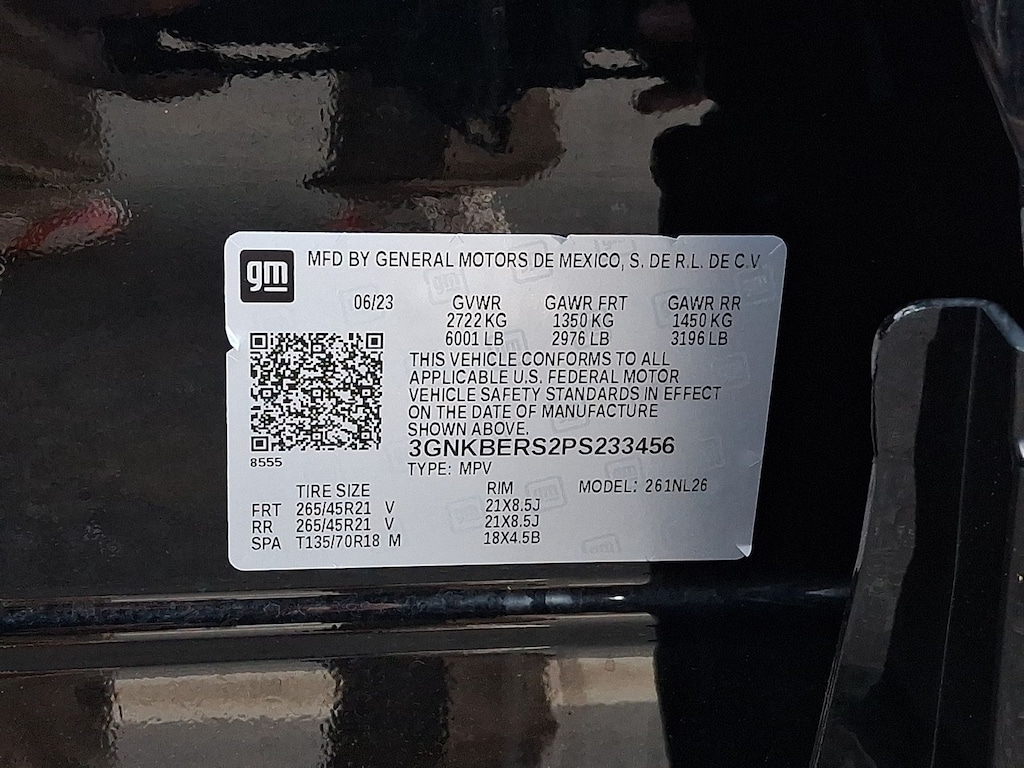 gm MFD BY GENERAL MOTORS DE MEXICO, S. DE R.L. DE C.V.
06/23 GVWR GAWR FRT GAWR RR
2722 KG 1350 KG 1450 KG
6001 LB 2976 LB 3196 LB
THIS VEHICLE CONFORMS TO ALL
APPLICABLE U.S. FEDERAL MOTOR
VEHICLE SAFETY STANDARDS IN EFFECT
ON THE DATE OF MANUFACTURE
SHOWN ABOVE.
3GNKBERS2PS233456
8555
TYPE: MPV
TIRE SIZE RIM MODEL: 261NL26
FRT 265/45R21 V 21X8.5J
RR 265/45R21 V 21X8.5J
SPA T135/70R18 M 18X4.5B